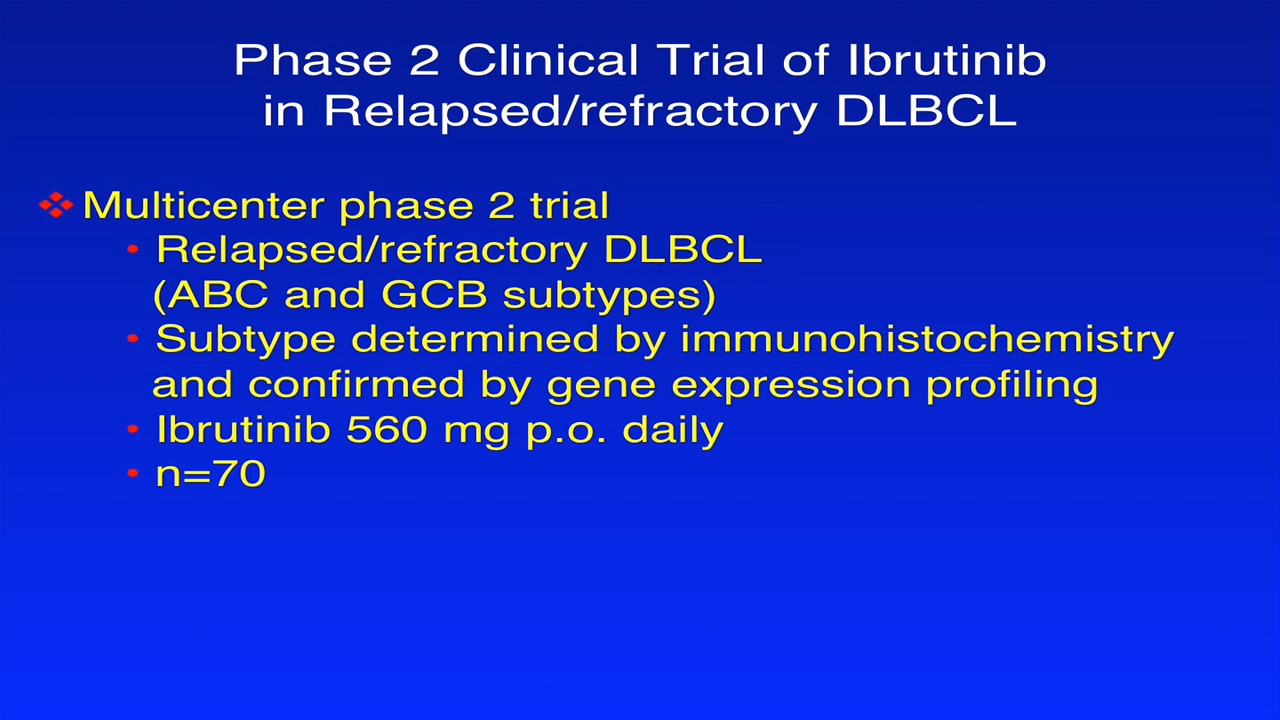 Phase 2 Clinical Trial of Ibrutinib
in Relapsed/refractory DLBCL
❖ Multicenter phase 2 trial
• Relapsed/refractory DLBCL
(ABC and GCB subtypes)
• Subtype determined by immunohistochemistry
and confirmed by gene expression profiling
• Ibrutinib 560 mg p.o. daily
• n=70